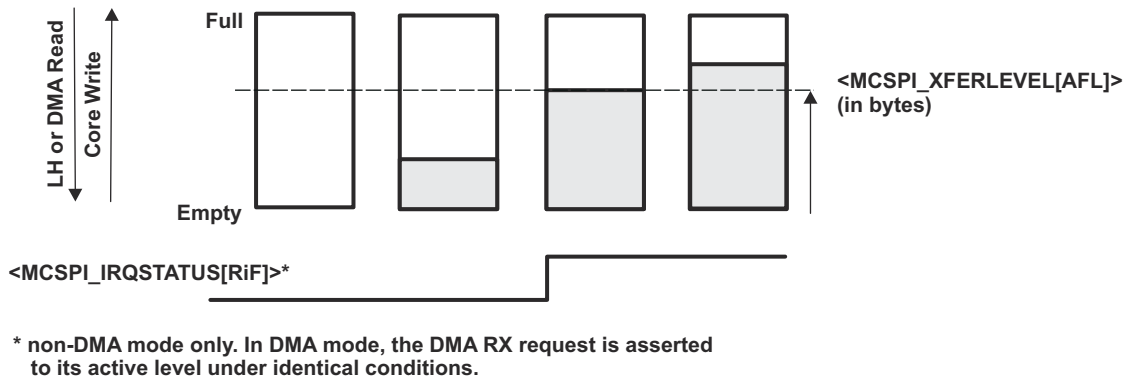 LH or DMA Read
Core Write
Full
Empty
<MCSPI_XFERLEVEL[AFL]>
(in bytes)
<MCSPI_IRQSTATUS[RiF]>*
* non-DMA mode only. In DMA mode, the DMA RX request is asserted
to its active level under identical conditions.